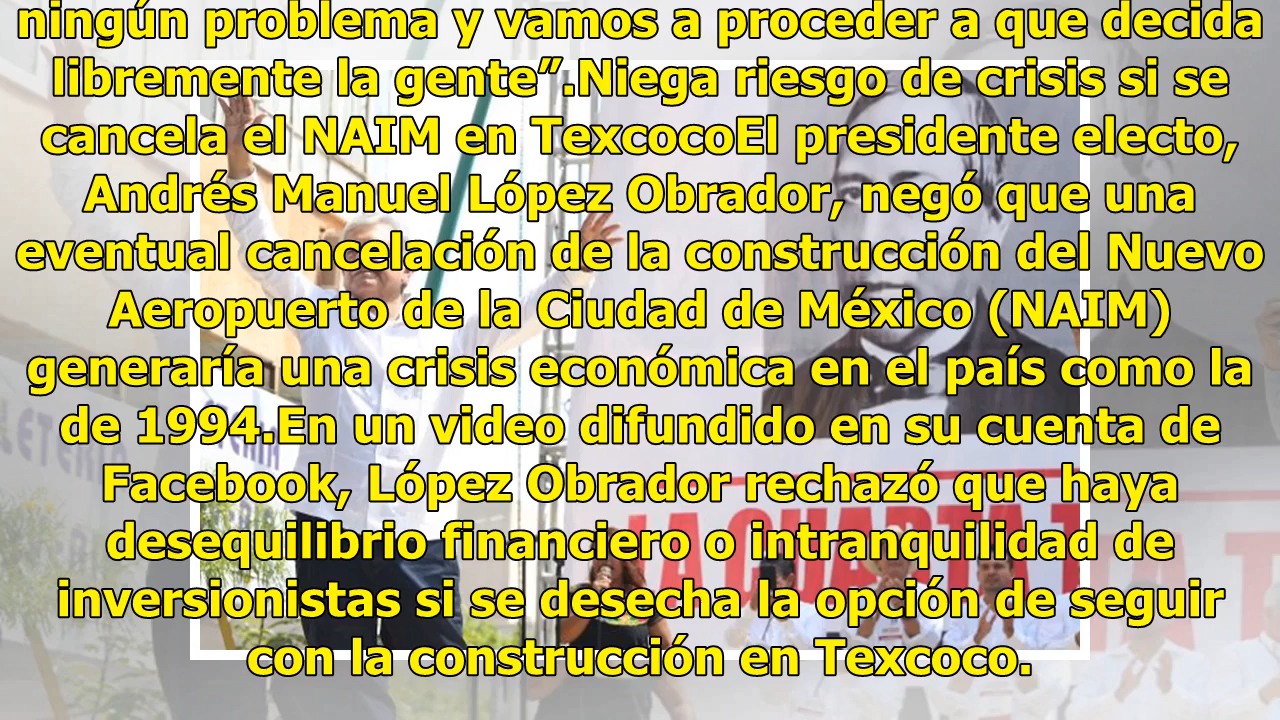 ningún problema y vamos a proceder a que decida
libremente la gente”.Niega riesgo de crisis si se
cancela el NAIM en TexcocoEl presidente electo,
Andrés Manuel López Obrador, negó que una
eventual cancelación de la construcción del Nuevo
Aeropuerto de la Ciudad de México (NAIM)
generaría una crisis económica en el país como la
de 1994.En un video difundido en su cuenta de
Facebook, López Obrador rechazó que haya
desequilibrio financiero o intranquilidad de
inversionistas si se desecha la opción de seguir
con la construcción en Texcoco.
LA CUARTA T